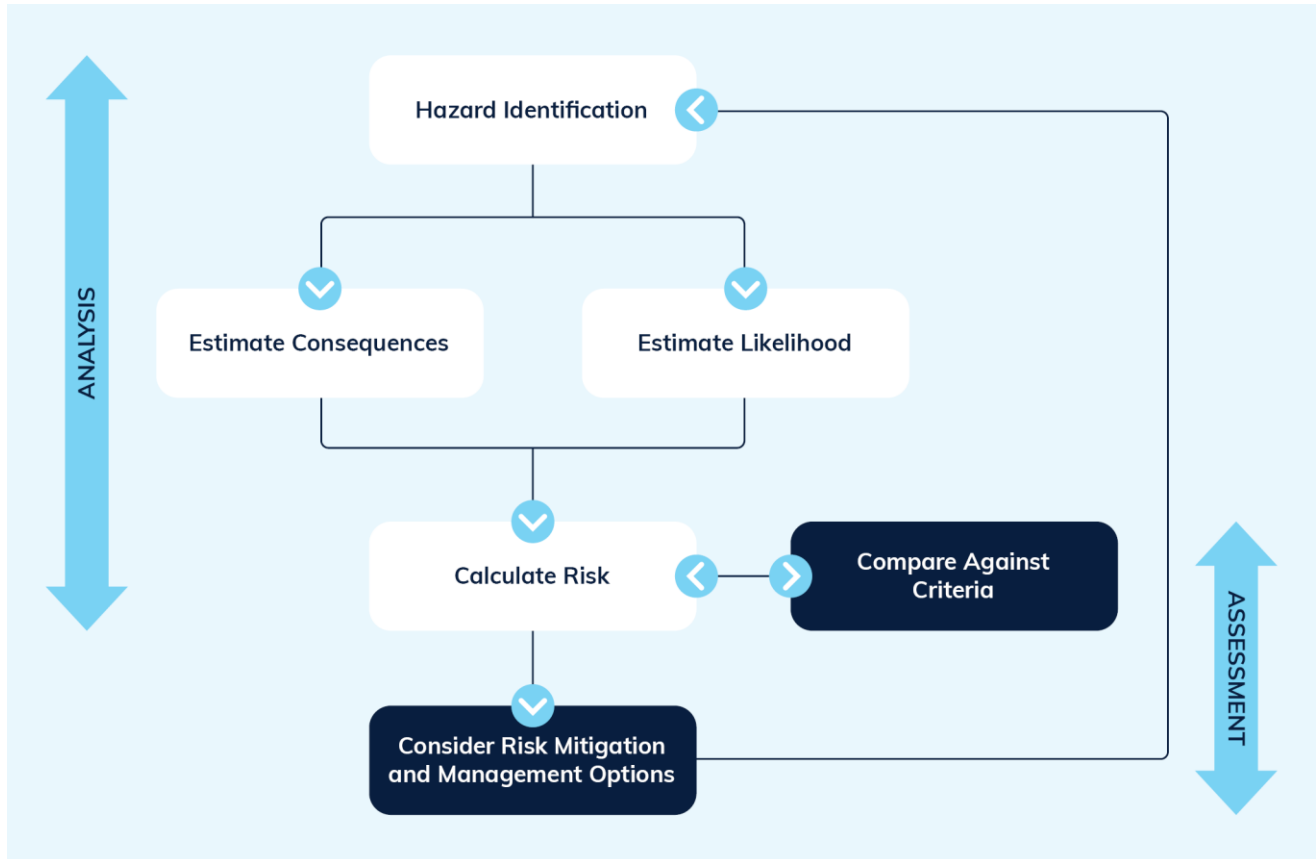 Hazard Identification
ANALYSIS
Estimate Consequences
Estimate Likelihood
Calculate Risk
Compare Against
Criteria
ASSESSMENT
Consider Risk Mitigation
and Management Options